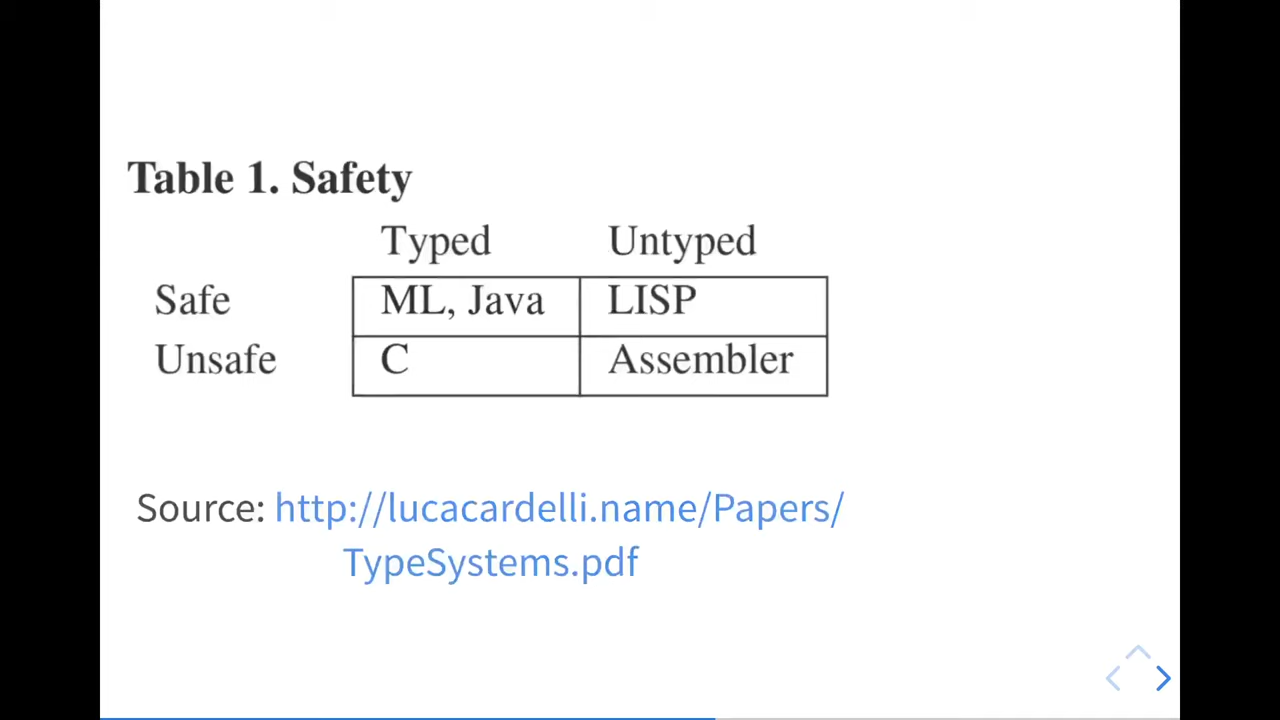 Table 1. Safety
Typed Untyped
Safe ML, Java LISP
Unsafe C Assembler
Source: http://lucacardelli.name/Papers/
TypeSystems.pdf